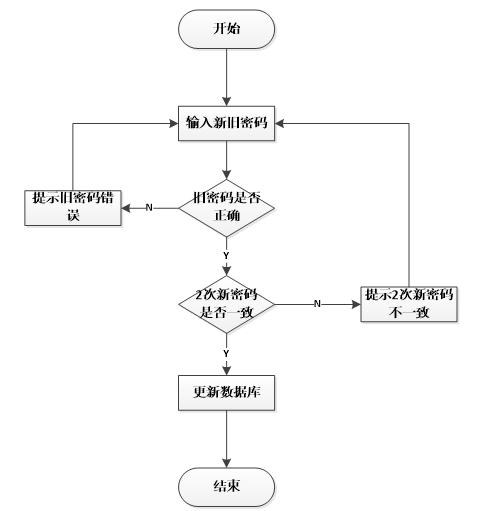 开始
输入新旧密码
旧密码是否
正确
N
提示旧密码错
误
Y
2次新密码
是否一致
N
提示2次新密码
不一致
Y
更新数据库
结束